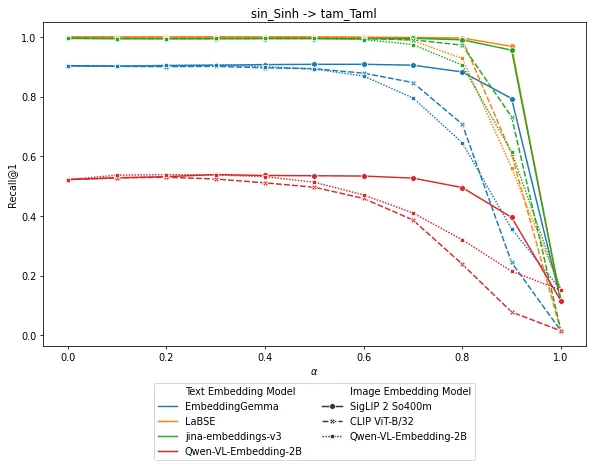 sin_Sinh -> tam_Taml
1.0
0.8
0.6
0.4
0.2
0.0
Recall@1
0.0 0.2 0.4 0.6 0.8 1.0
α
Text Embedding Model
EmbeddingGemma
LaBSE
jina-embeddings-v3
Qwen-VL-Embedding-2B
Image Embedding Model
SigLIP 2 So400m
CLIP ViT-B/32
Qwen-VL-Embedding-2B